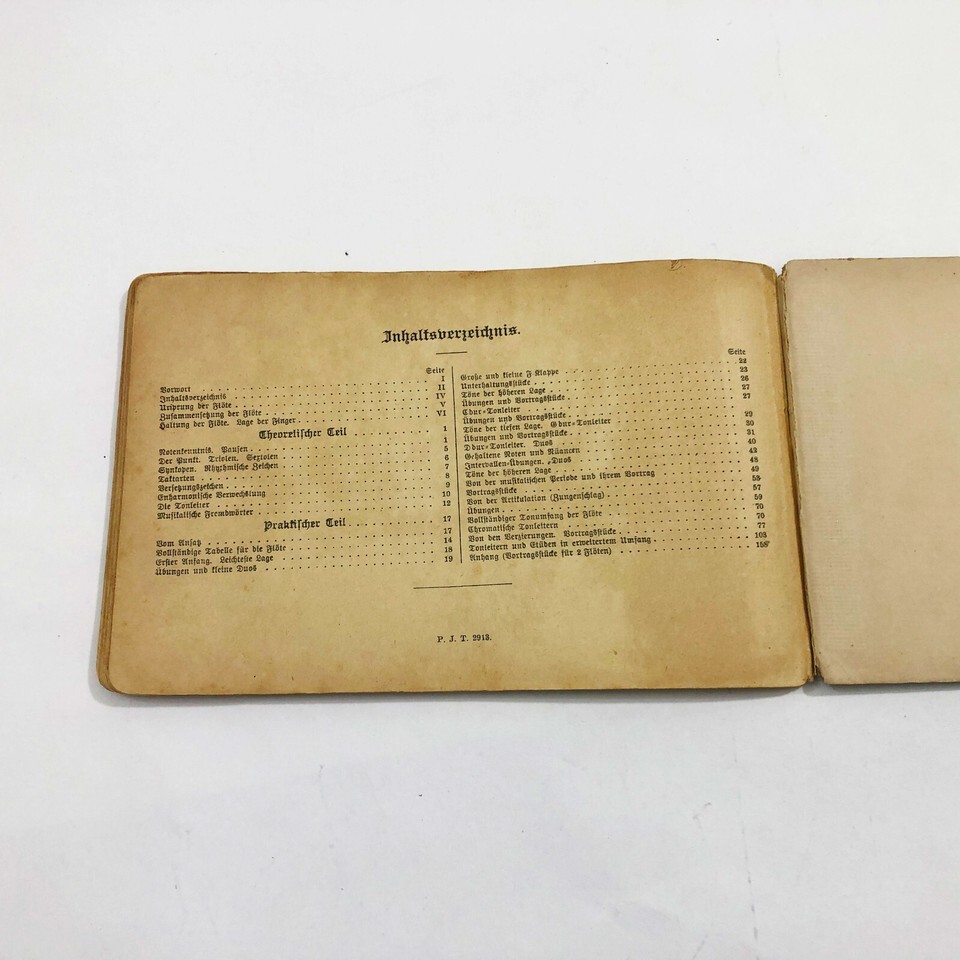 Inhaltsverzeichnis.
Seite
Vorwort I
Inhaltsverzeichnis II
Ursprung der Flöte IV
Zusammensetzung der Flöte V
Haltung der Flöte. Lage der Finger VI
Theoretischer Teil 1
Notenkenntnis. Pausen 1
Der Punkt. Triolen. Sextolen 5
Synkopen. Rhythmische Zeichen 6
Taktarten 7
Versetzungszeichen 8
Enharmonische Verwechslung 9
Die Tonleiter 10
Musikalische Fremdwörter 12
Praktischer Teil 17
Vom Ansatz 17
Vollständige Tabelle für die Flöte 14
Erster Anfang. Leichteste Lage 18
Übungen und kleine Duos 19
Seite
Große und kleine F-Klappe 22
Unterhaltungsstücke 23
Töne der höheren Lage 26
Übungen und Vortragsstücke 27
Cdur-Tonleiter 27
Übungen und Vortragsstücke
Töne der tiefen Lage. Gdur-Tonleiter 29
Übungen und Vortragsstücke 30
Ddur-Tonleiter. Duos 31
Gehaltene Noten und Nüancen 40
Intervallen-Übungen. Duos 42
Töne der höheren Lage 48
Von der musikalischen Periode und ihrem Vortrag 49
Vortragsstücke 53
Von der Artikulation (Zungenschlag) 57
Übungen 59
Vollständiger Tonumfang der Flöte 70
Chromatische Tonleitern 70
Von den Verzierungen. Vortragsstücke 77
Tonleitern und Etüden in erweitertem Umfang 103
Anhang (Vortragsstücke für 2 Flöten) 156
P. J. T. 2913.